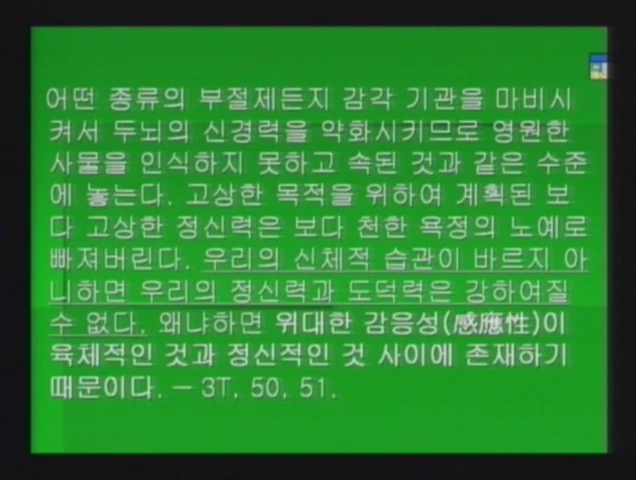 어떤 종류의 부절제든지 감각 기관을 마비시
켜서 두뇌의 신경력을 약화시키므로 영원한
사물을 인식하지 못하고 속된 것과 같은 수준
에 놓는다. 고상한 목적을 위하여 계획된 보
다 고상한 정신력은 보다 천한 욕정의 노예로
빠져버린다. 우리의 신체적 습관이 바르지 아
니하면 우리의 정신력과 도덕력은 강하여질
수 없다. 왜냐하면 위대한 감응성(感應性)이
육체적인 것과 정신적인 것 사이에 존재하기
때문이다. – 3T, 50, 51.